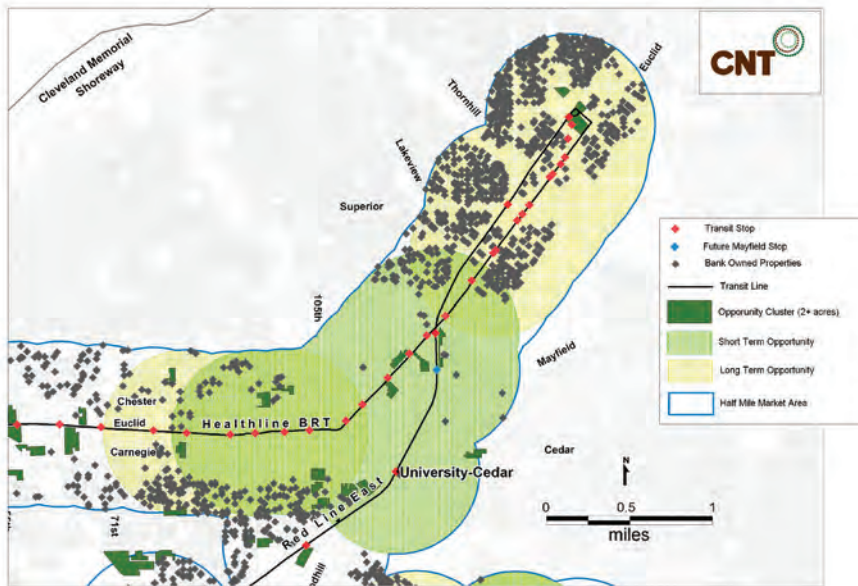 Cleveland Memorial
Shoreway
Thornhill
Euclid
CNT
Lakeview
Superior
105th
Mayfield
Chester
Euclid
Healthline BRT
Carnegie
Cedar
University-Cedar
Red Line East
71st
Transit Stop
Future Mayfield Stop
Bank Owned Properties
Transit Line
Opporunity Cluster (2+ acres)
Short Term Opportunity
Long Term Opportunity
Half Mile Market Area
N
0
0.5
1
miles